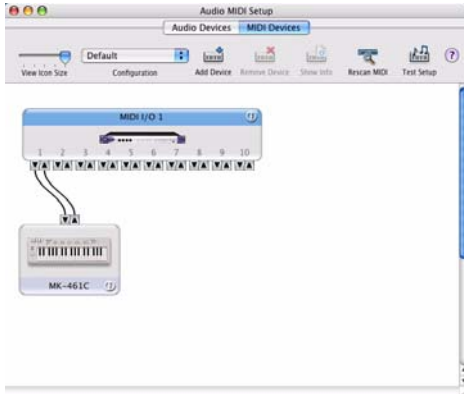 Audio MIDI Setup
Audio Devices MIDI Devices
Default
View Icon Size Configuration Add Device Remove Device Show Info Rescan MIDI Test Setup ?
MIDI I/O 1
1 2 3 4 5 6 7 8 9 10
MK-461C